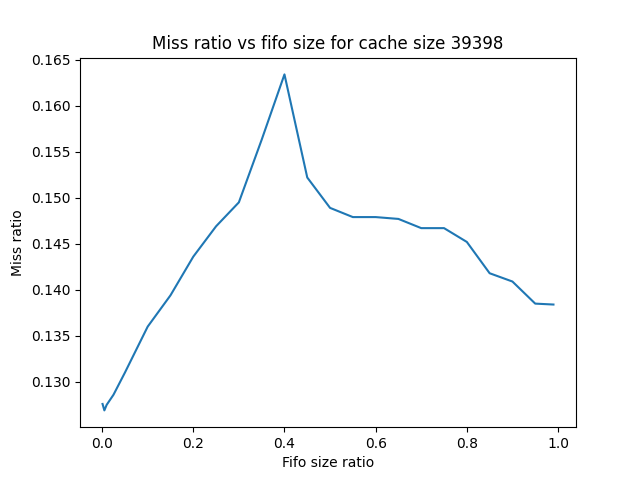 Miss ratio vs fifo size for cache size 39398
0.165
0.160
0.155
0.150
0.145
0.140
0.135
0.130
Miss ratio
0.0 0.2 0.4 0.6 0.8 1.0
Fifo size ratio